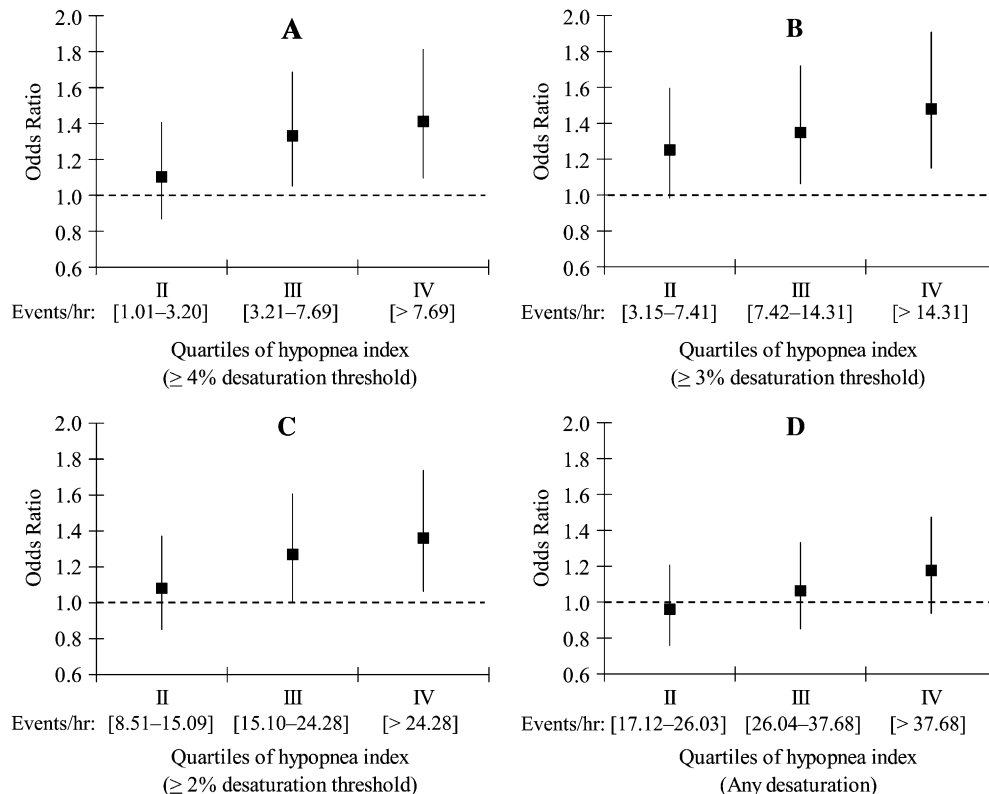 A
Odds Ratio
2.0
1.8
1.6
1.4
1.2
1.0
0.8
0.6
II III IV
Events/hr: [1.01–3.20] [3.21–7.69] [> 7.69]
Quartiles of hypopnea index
(≥ 4% desaturation threshold)
B
Odds Ratio
2.0
1.8
1.6
1.4
1.2
1.0
0.8
0.6
II III IV
Events/hr: [3.15–7.41] [7.42–14.31] [> 14.31]
Quartiles of hypopnea index
(≥ 3% desaturation threshold)
C
Odds Ratio
2.0
1.8
1.6
1.4
1.2
1.0
0.8
0.6
II III IV
Events/hr: [8.51–15.09] [15.10–24.28] [> 24.28]
Quartiles of hypopnea index
(≥ 2% desaturation threshold)
D
Odds Ratio
2.0
1.8
1.6
1.4
1.2
1.0
0.8
0.6
II III IV
Events/hr: [17.12–26.03] [26.04–37.68] [> 37.68]
Quartiles of hypopnea index
(Any desaturation)